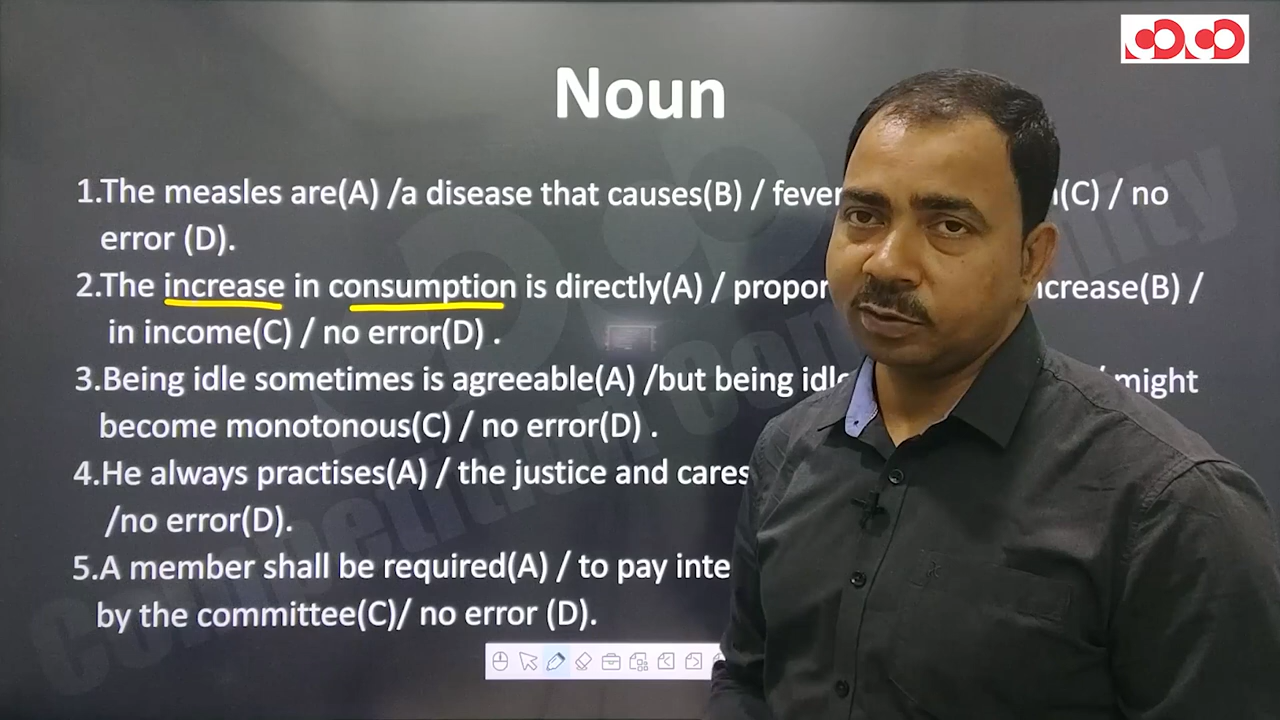 Noun
1.The measles are(A) /a disease that causes(B) / fever (C) / no
error (D).
2.The increase in consumption is directly(A) / increase(B) /
in income(C) / no error(D) .
3.Being idle sometimes is agreeable(A) /but being / might
become monotonous(C) / no error(D) .
4.He always practises(A) / the justice and cares
/no error(D).
5.A member shall be required(A) / to pay
by the committee(C)/ no error (D).
Competition Community